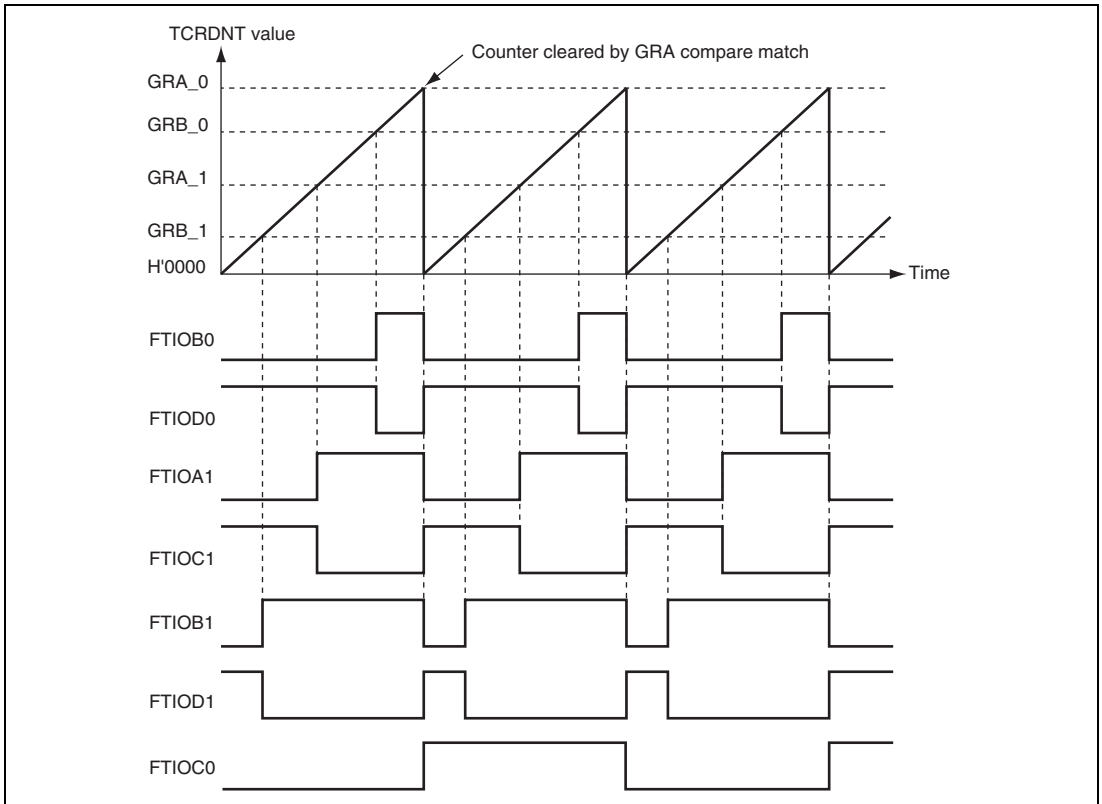 TCRDNT value
Counter cleared by GRA compare match
GRA_0
GRB_0
GRA_1
GRB_1
H'0000
Time
FTIOB0
FTIOD0
FTIOA1
FTIOC1
FTIOB1
FTIOD1
FTIOC0